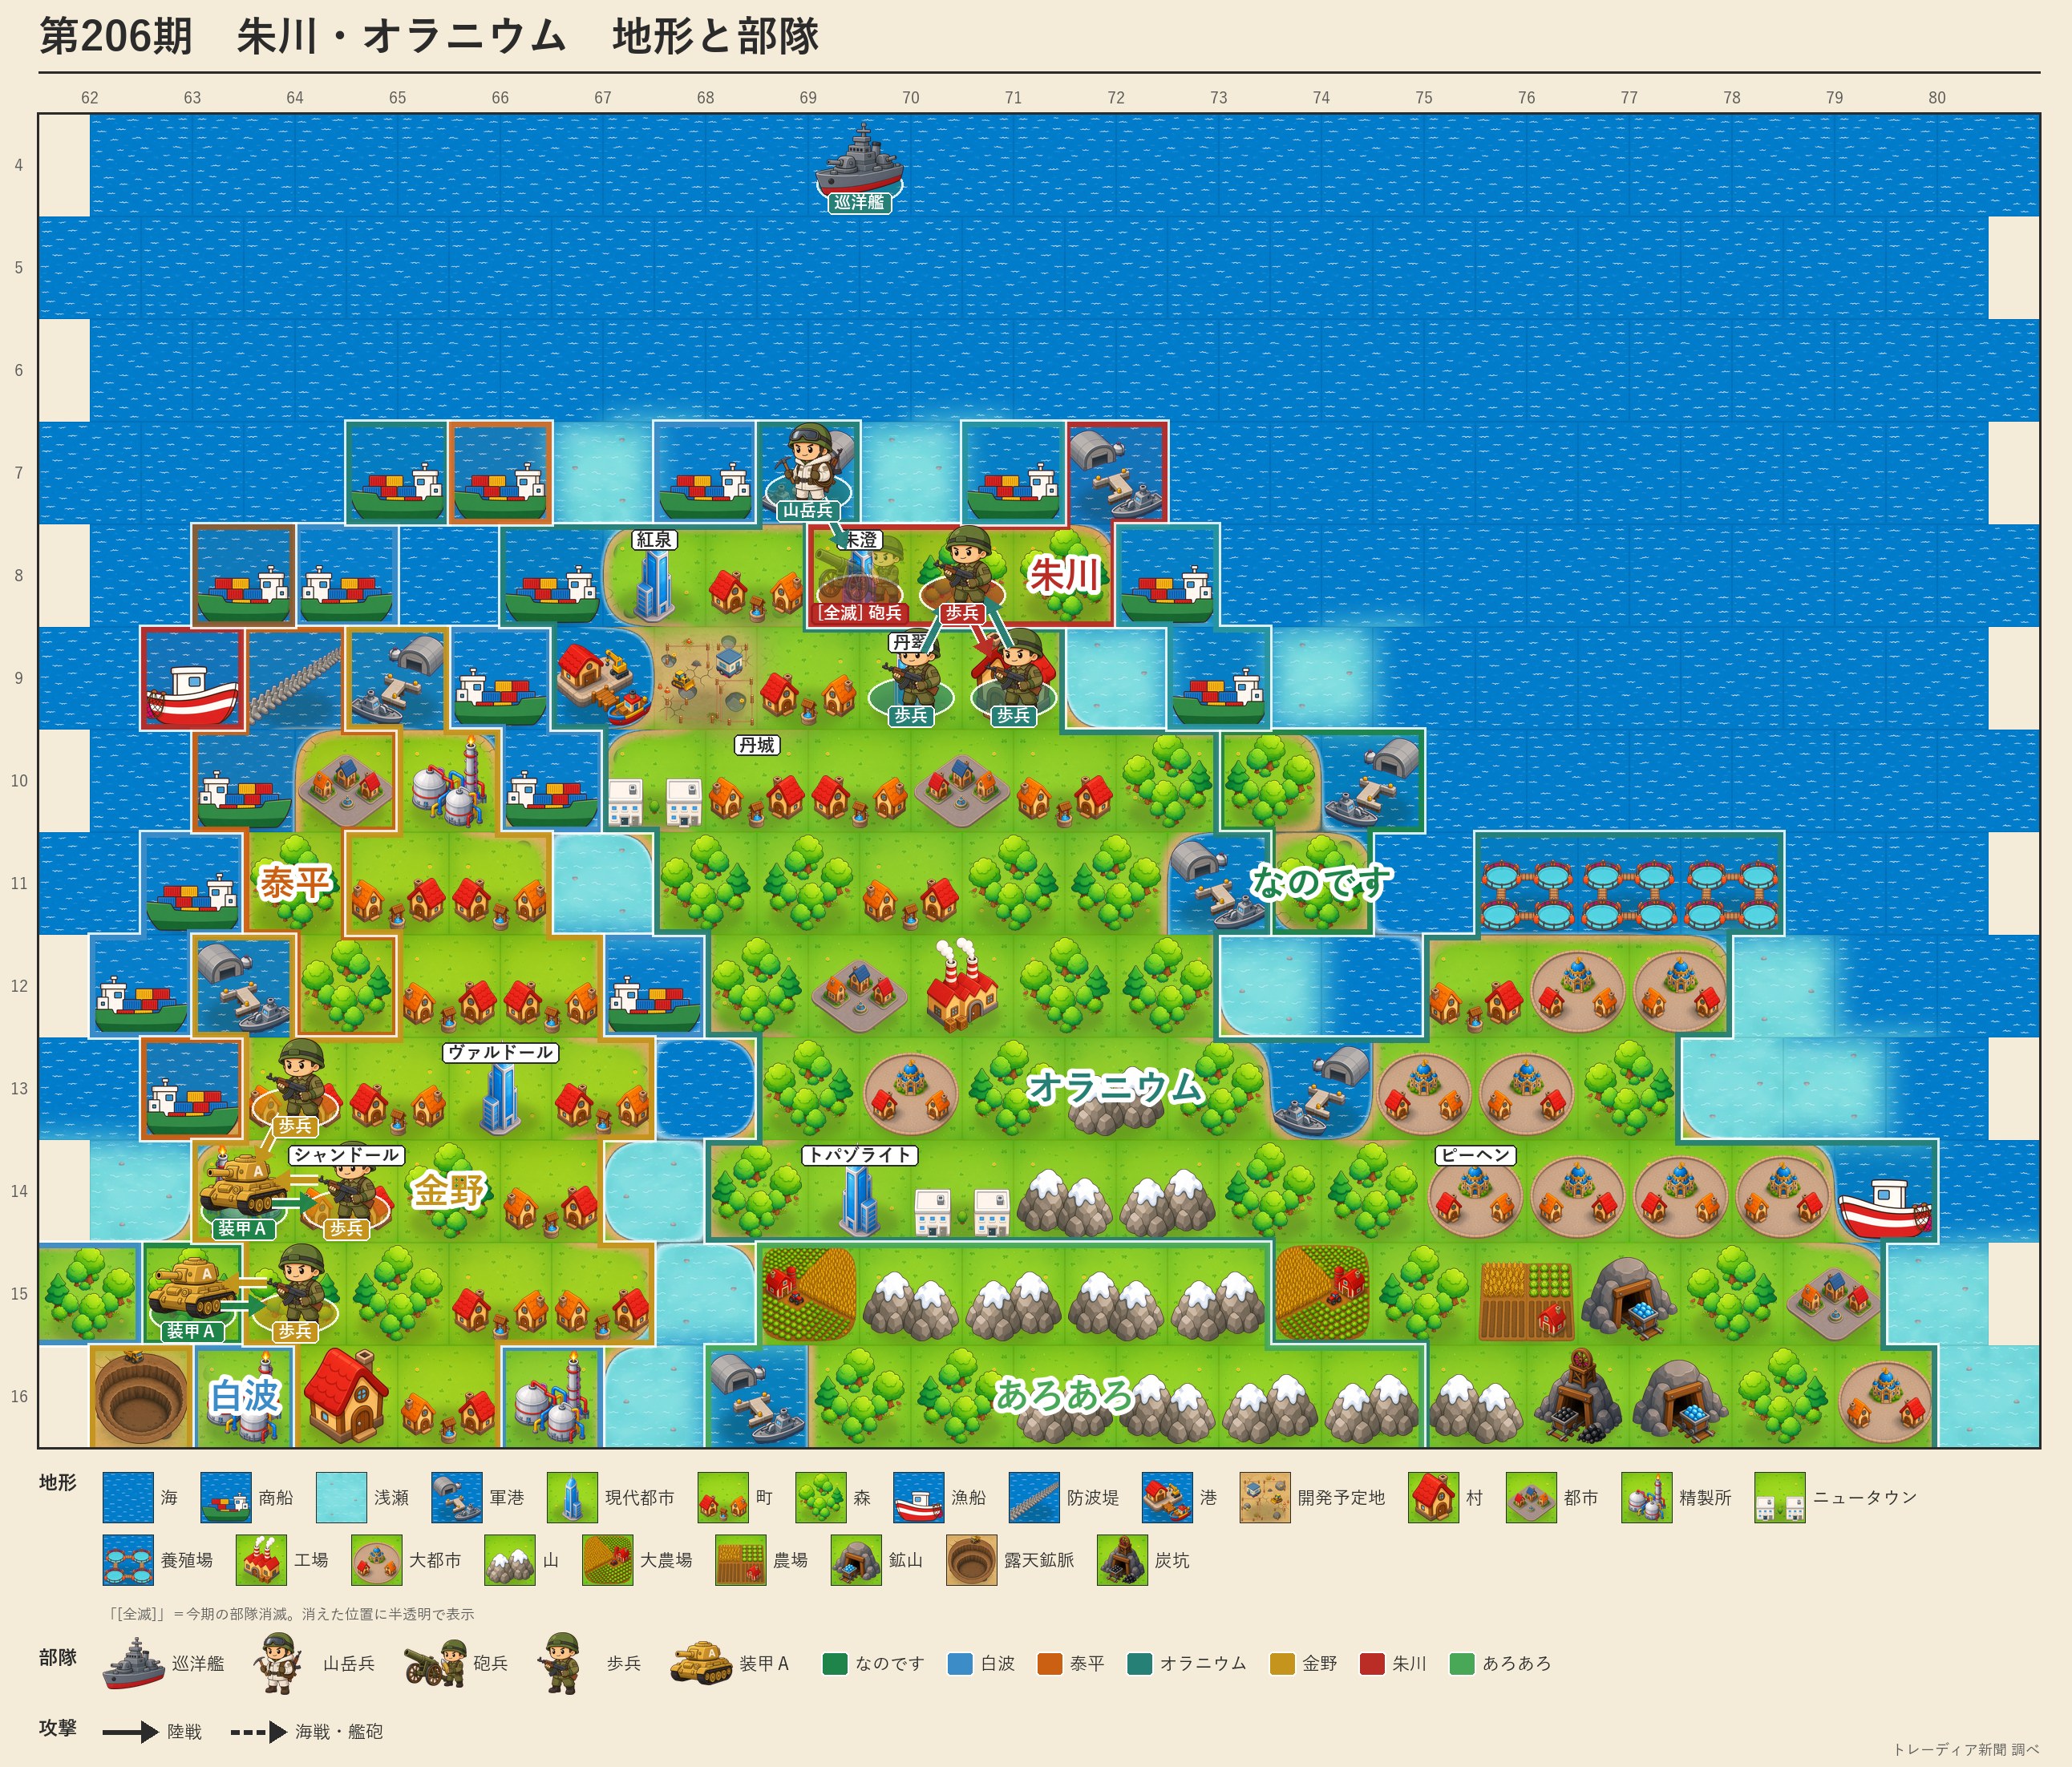 第206期　朱川・オラニウム　地形と部隊
62 63 64 65 66 67 68 69 70 71 72 73 74 75 76 77 78 79 80
4
巡洋艦
5
6
7
山岳兵
8
紅泉
朱澄
朱川
[全滅] 砲兵
歩兵
9
丹翠
歩兵
歩兵
10
丹城
11
泰平
なのです
12
13
ヴァルドール
オラニウム
歩兵
14
シャンドール
金野
トパゾライト
ピーヘン
装甲A
歩兵
15
装甲A
歩兵
16
白波
あろあろ
地形
海 商船 浅瀬 軍港 現代都市 町 森 漁船 防波堤 港 開発予定地 村 都市 精製所 ニュータウン
養殖場 工場 大都市 山 大農場 農場 鉱山 露天鉱脈 炭坑
「[全滅]」＝今期の部隊消滅。消えた位置に半透明で表示
部隊 巡洋艦 山岳兵 砲兵 歩兵 装甲A なのです 白波 泰平 オラニウム 金野 朱川 あろあろ
攻撃 陸戦 海戦・艦砲
トレーディア新聞 調べ